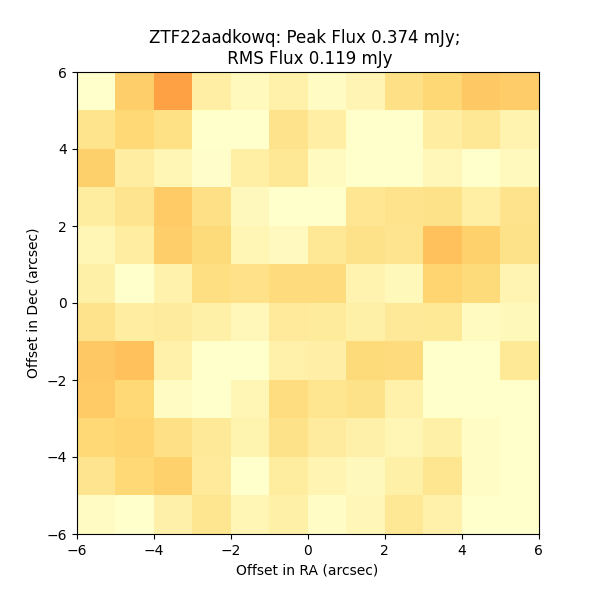 ZTF22aadkowq: Peak Flux 0.374 mJy;
RMS Flux 0.119 mJy
6
4
2
0
−2
−4
−6
Offset in Dec (arcsec)
−6 −4 −2 0 2 4 6
Offset in RA (arcsec)